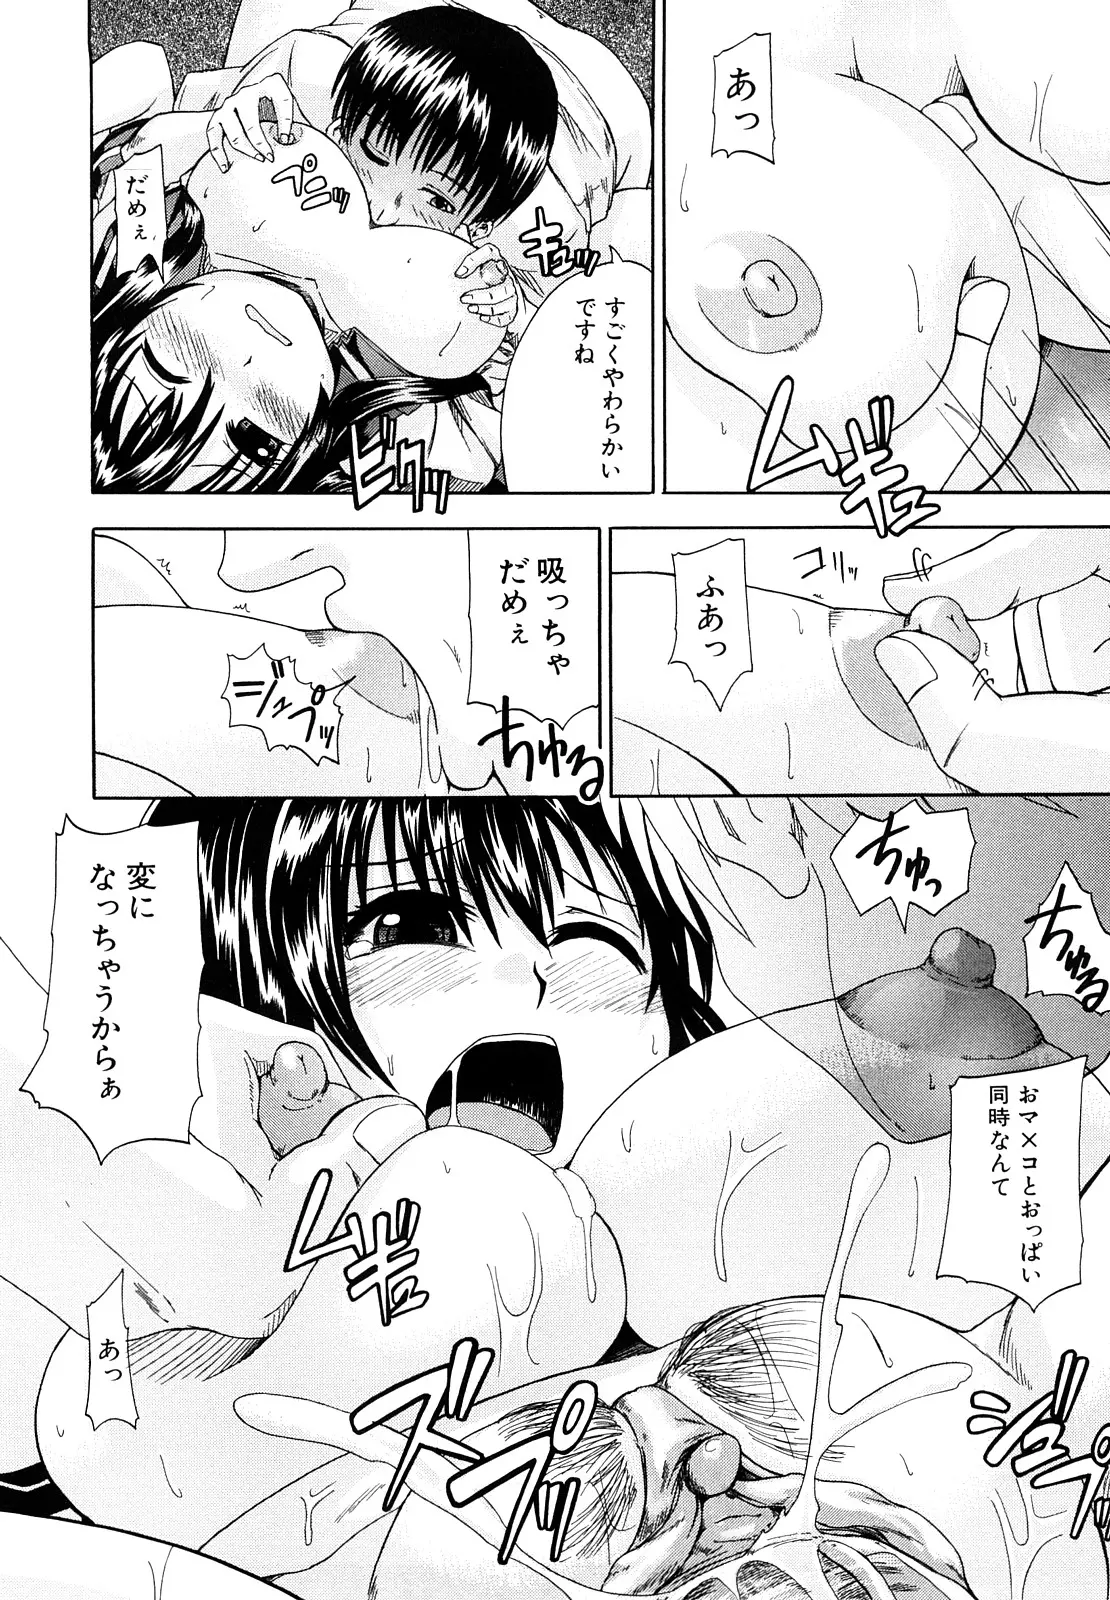 あっ
ムギュ
すごくやわらかい
ですね
キュッ
プニッ
だめぇ
ビクッ
コリッ
ふあっ
吸っちゃ
だめぇ
ちゅる
ジュプッ
ちゅっ
ちゅる
おマ×コとおっぱい
同時なんて
変に
なっちゃうからぁ
ムギュ
あっ
ズプッ
ジュプ